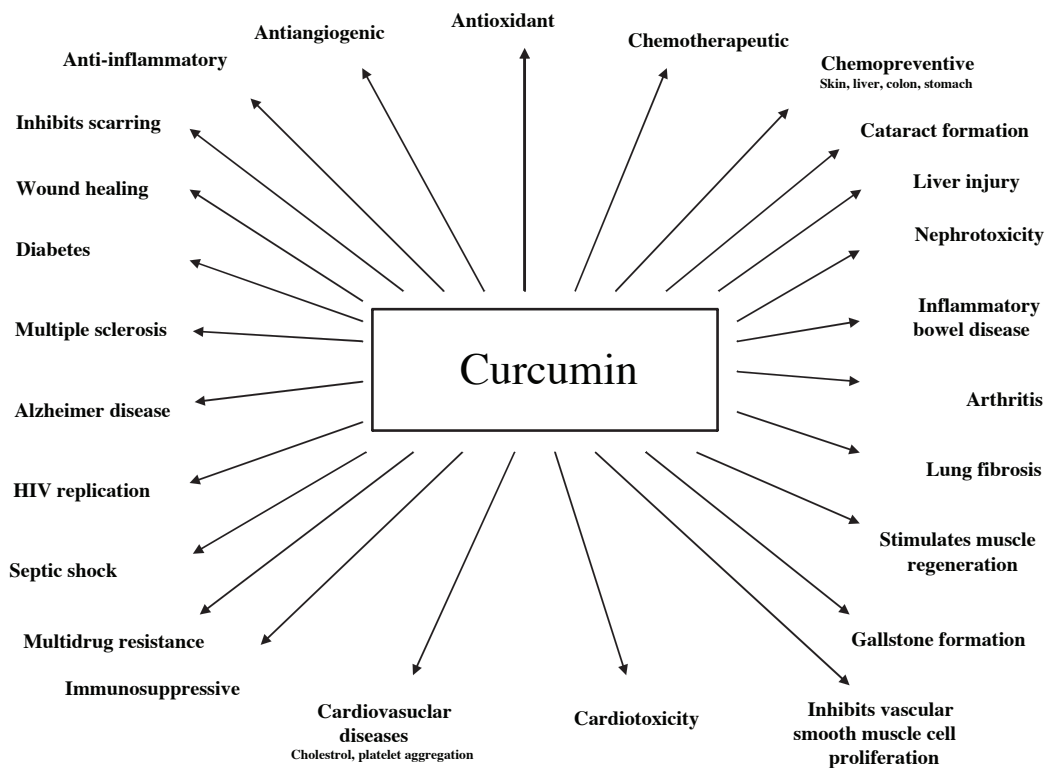 Antioxidant
Antiangiogenic
Chemotherapeutic
Anti-inflammatory
Chemopreventive
Skin, liver, colon, stomach
Inhibits scarring
Cataract formation
Wound healing
Liver injury
Diabetes
Nephrotoxicity
Multiple sclerosis
Inflammatory
bowel disease
Curcumin
Alzheimer disease
Arthritis
HIV replication
Lung fibrosis
Septic shock
Stimulates muscle
regeneration
Multidrug resistance
Gallstone formation
Immunosuppressive
Cardiovasuclar
diseases
Cholestrol, platelet aggregation
Cardiotoxicity
Inhibits vascular
smooth muscle cell
proliferation